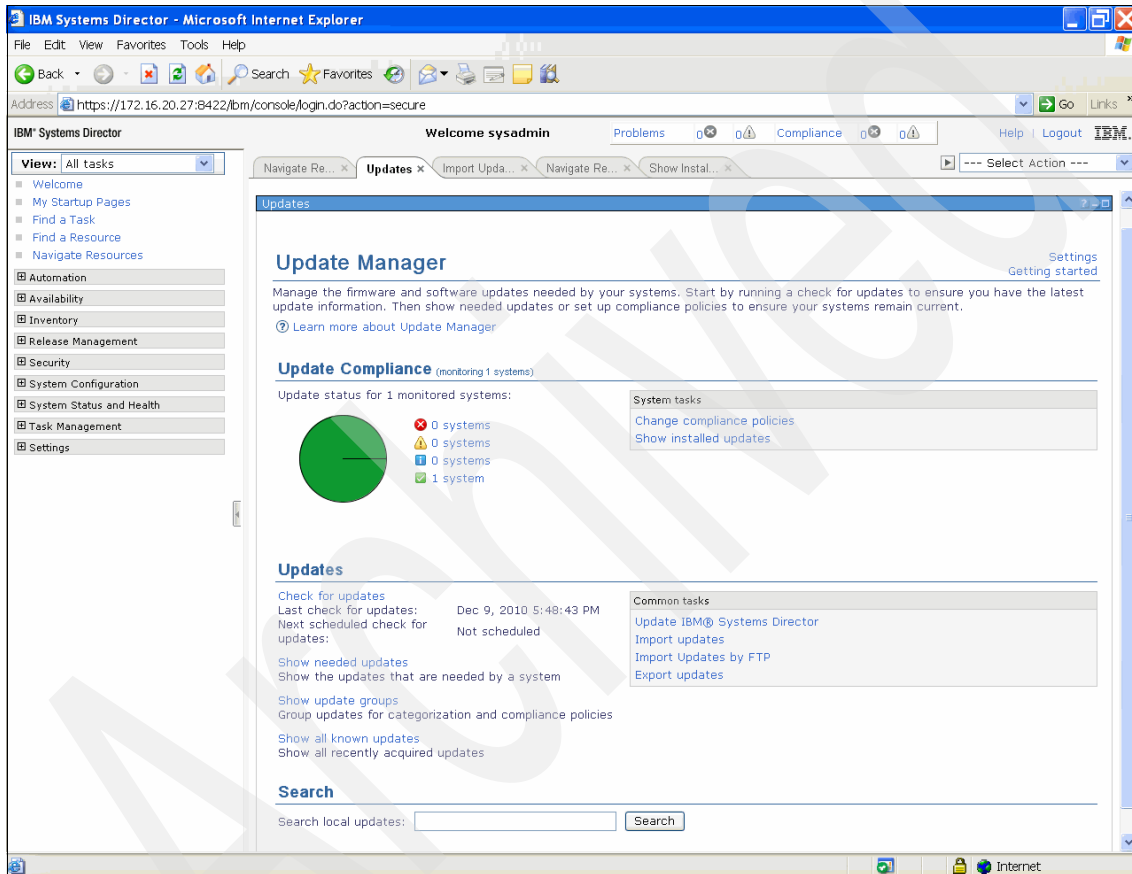 IBM Systems Director - Microsoft Internet Explorer
File Edit View Favorites Tools Help
Back Search Favorites
Address https://172.16.20.27:8422/ibm/console/login.do?action=secure Go Links »
IBM® Systems Director Welcome sysadmin Problems 0 0 Compliance 0 0 Help Logout IBM.
View: All tasks
Welcome
My Startup Pages
Find a Task
Find a Resource
Navigate Resources
Automation
Availability
Inventory
Release Management
Security
System Configuration
System Status and Health
Task Management
Settings
Navigate Re... × Updates × Import Upda... × Navigate Re... × Show Instal... × --- Select Action ---
Updates ? – □
Update Manager
Settings
Getting started
Manage the firmware and software updates needed by your systems. Start by running a check for updates to ensure you have the latest
update information. Then show needed updates or set up compliance policies to ensure your systems remain current.
? Learn more about Update Manager
Update Compliance (monitoring 1 systems)
Update status for 1 monitored systems:
0 systems
0 systems
0 systems
1 system
System tasks
Change compliance policies
Show installed updates
Updates
Check for updates
Last check for updates: Dec 9, 2010 5:48:43 PM
Next scheduled check for
updates: Not scheduled
Show needed updates
Show the updates that are needed by a system
Show update groups
Group updates for categorization and compliance policies
Show all known updates
Show all recently acquired updates
Common tasks
Update IBM® Systems Director
Import updates
Import Updates by FTP
Export updates
Search
Search local updates: Search
Internet
Archived